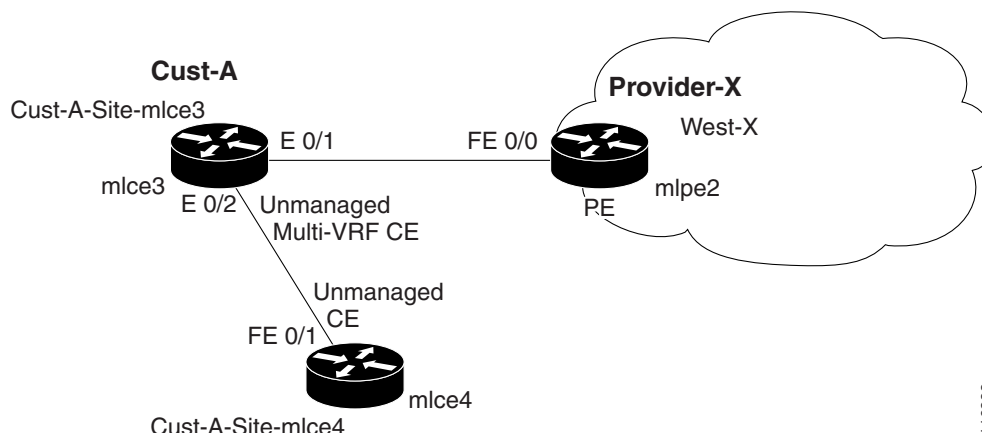 Cust-A
Cust-A-Site-mlce3
E 0/1
mlce3
E 0/2
Unmanaged
Multi-VRF CE
Provider-X
West-X
FE 0/0
mlpe2
PE
Unmanaged
CE
FE 0/1
mlce4
Cust-A-Site-mlce4